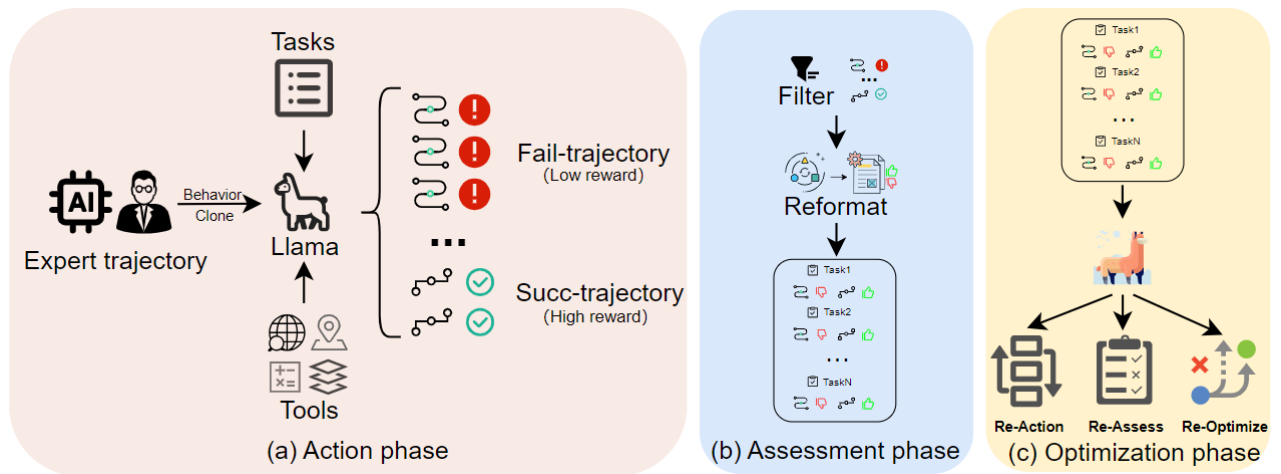 Tasks
AI
Expert trajectory
Behavior
Clone
Llama
Tools
Fail-trajectory
(Low reward)
...
Succ-trajectory
(High reward)
(a) Action phase
...
Filter
Reformat
Task1
Task2
...
TaskN
(b) Assessment phase
Task1
Task2
...
TaskN
Re-Action
Re-Assess
Re-Optimize
(c) Optimization phase